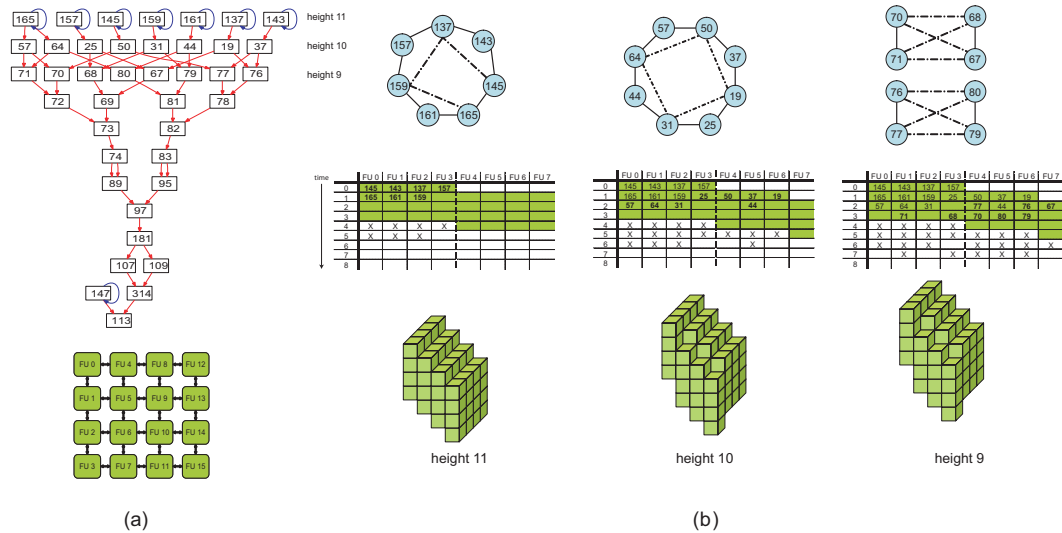 165 157 145 159 161 137 143 height 11
57 64 25 50 31 44 19 37 height 10
71 70 68 80 67 79 77 76 height 9
72 69 81 78
73 82
74 83
89 95
97
181
107 109
147 314
113
FU 0 FU 4 FU 8 FU 12
FU 1 FU 5 FU 9 FU 13
FU 2 FU 6 FU 10 FU 14
FU 3 FU 7 FU 11 FU 15
(a)
137
157 143
159 145
161 165
57 50
64 37
44 19
31 25
70 68
71 67
76 80
77 79
time
FU 0 FU 1 FU 2 FU 3 FU 4 FU 5 FU 6 FU 7
0 145 143 137 157
1 165 161 159
2
3
4 X X X X
5 X X X
6
7
8
FU 0 FU 1 FU 2 FU 3 FU 4 FU 5 FU 6 FU 7
0 145 143 137 157
1 165 161 159 25 50 37 19
2 57 64 31 44
3
4 X X X X
5 X X X X X X X
6 X X X X
7
8
FU 0 FU 1 FU 2 FU 3 FU 4 FU 5 FU 6 FU 7
0 145 143 137 157
1 165 161 159 25 50 37 19
2 57 64 31 77 44 76 67
3 71 68 70 80 79
4 X X X X
5 X X X X X X X
6 X X X X X X X
7 X X X X X
8
height 11
height 10
height 9
(b)